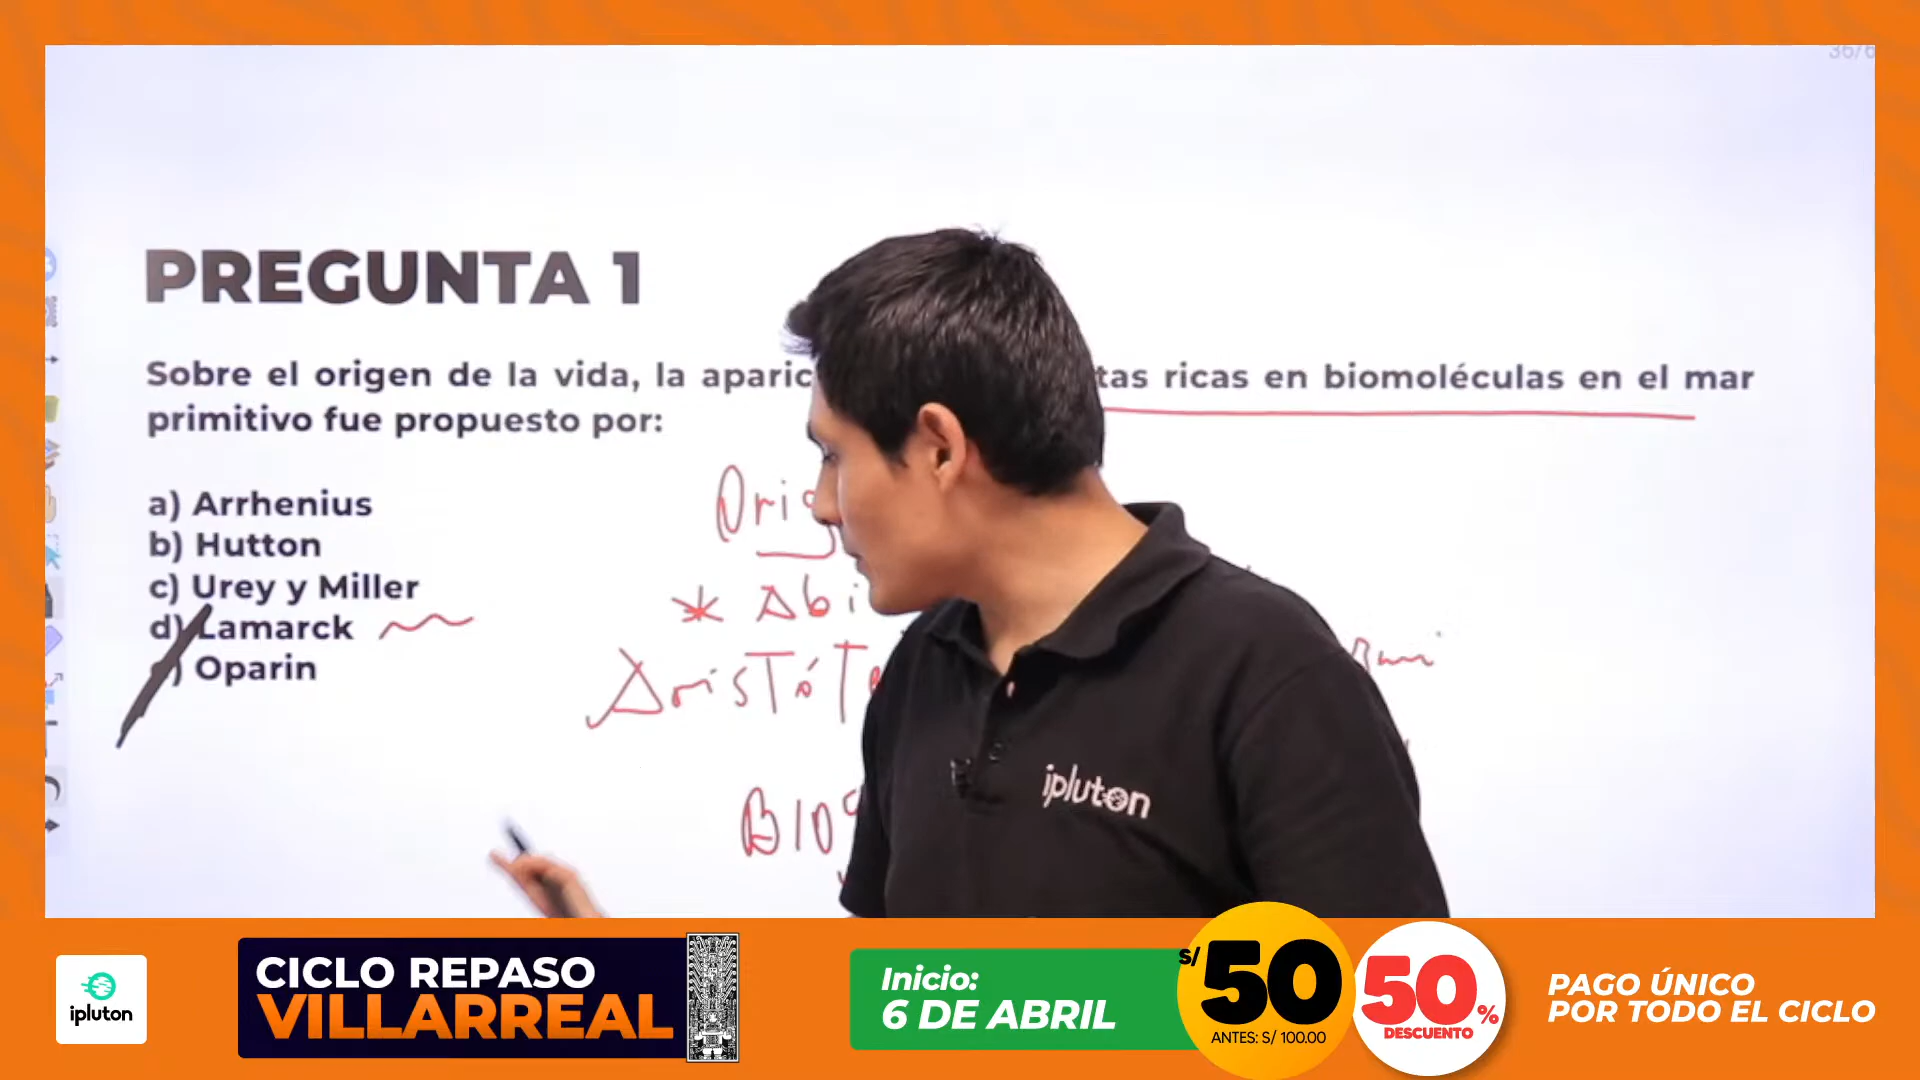 PREGUNTA 1
Sobre el origen de la vida, la ricas en biomoléculas en el mar
primitivo fue propuesto por:
a) Arrhenius
b) Hutton
c) Urey y Miller
d) Lamarck
) Oparin
ipluton
ipluton
CICLO REPASO
VILLARREAL
Inicio:
6 DE ABRIL
S/ 50
ANTES: S/ 100.00
50%
DESCUENTO
PAGO ÚNICO
POR TODO EL CICLO